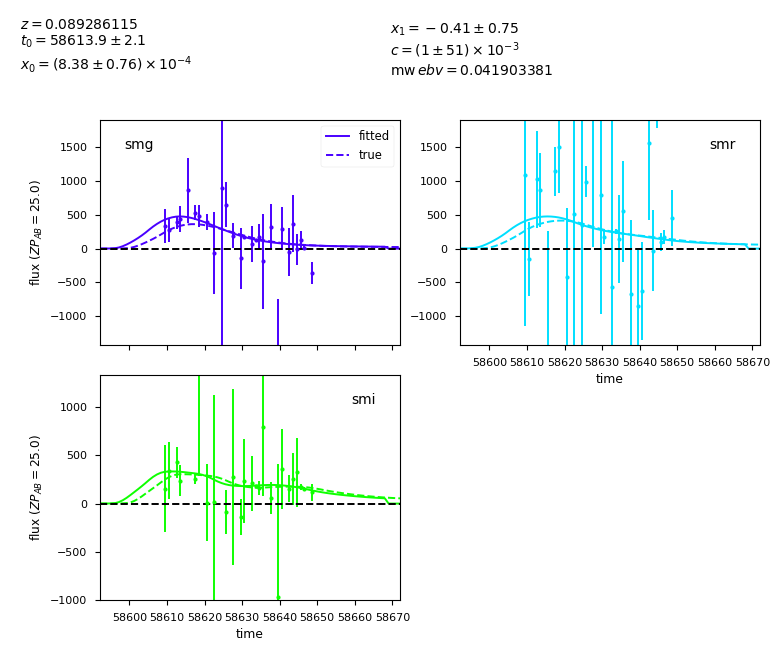 z = 0.089286115
t₀ = 58613.9 ± 2.1
x₀ = (8.38 ± 0.76) × 10⁻⁴
x₁ = −0.41 ± 0.75
c = (1 ± 51) × 10⁻³
mw ebv = 0.041903381
smg
fitted
true
1500
1000
500
0
−500
−1000
flux (ZP_AB = 25.0)
smr
1500
1000
500
0
−500
−1000
58600 58610 58620 58630 58640 58650 58660 58670
time
smi
1000
500
0
−500
−1000
flux (ZP_AB = 25.0)
58600 58610 58620 58630 58640 58650 58660 58670
time